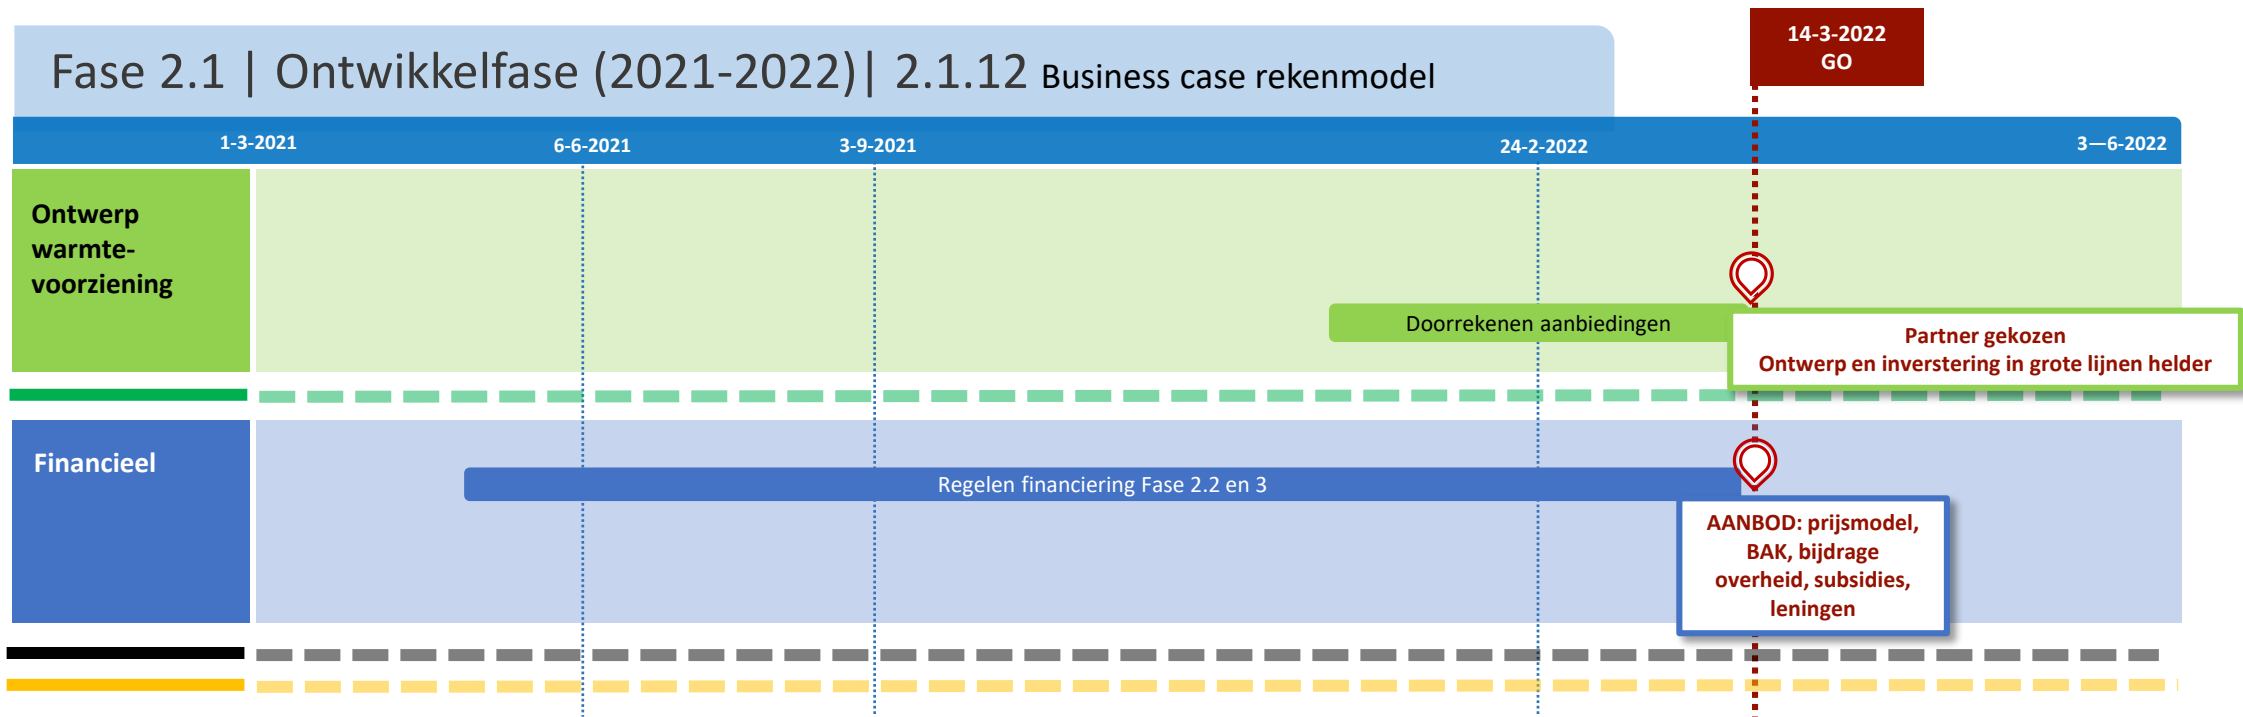 14-3-2022
GO
Fase 2.1 | Ontwikkelfase (2021-2022)| 2.1.12 Business case rekenmodel
1-3-2021 6-6-2021 3-9-2021 24-2-2022 3—6-2022
Ontwerp
warmte-
voorziening
Doorrekenen aanbiedingen
Partner gekozen
Ontwerp en inverstering in grote lijnen helder
Financieel
Regelen financiering Fase 2.2 en 3
AANBOD: prijsmodel,
BAK, bijdrage
overheid, subsidies,
leningen